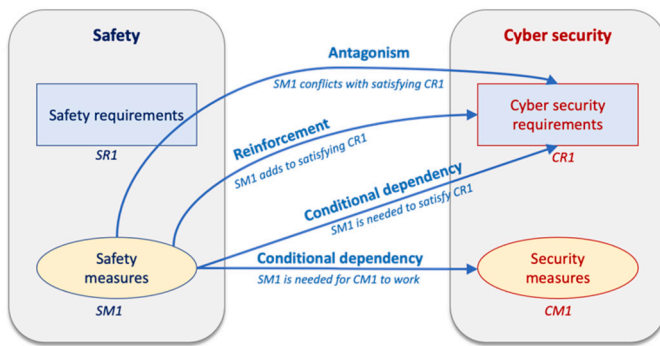 Safety
Cyber security
Antagonism
SM1 conflicts with satisfying CR1
Safety requirements
SR1
Reinforcement
SM1 adds to satisfying CR1
Cyber security
requirements
CR1
Conditional dependency
SM1 is needed to satisfy CR1
Safety
measures
SM1
Conditional dependency
SM1 is needed for CM1 to work
Security
measures
CM1